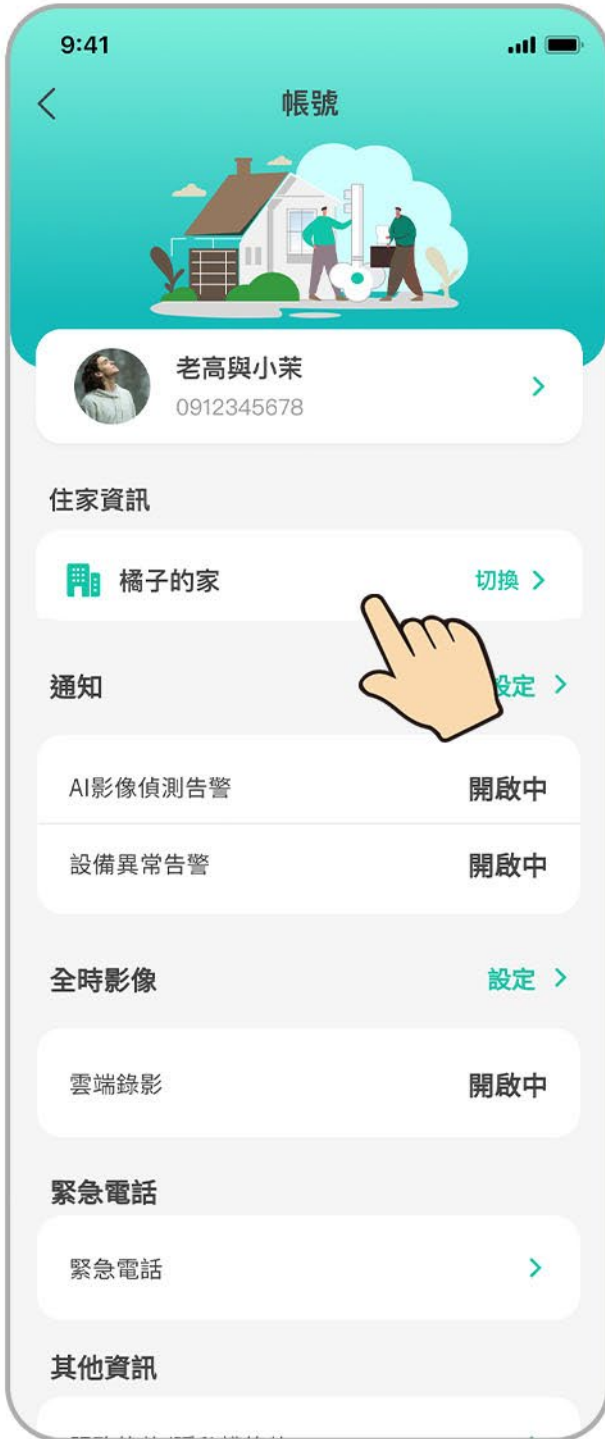 9:41
帳號
老高與小茉
0912345678
住家資訊
橘子的家 切換
通知 設定
AI影像偵測告警 開啟中
設備異常告警 開啟中
全時影像 設定
雲端錄影 開啟中
緊急電話
緊急電話
其他資訊